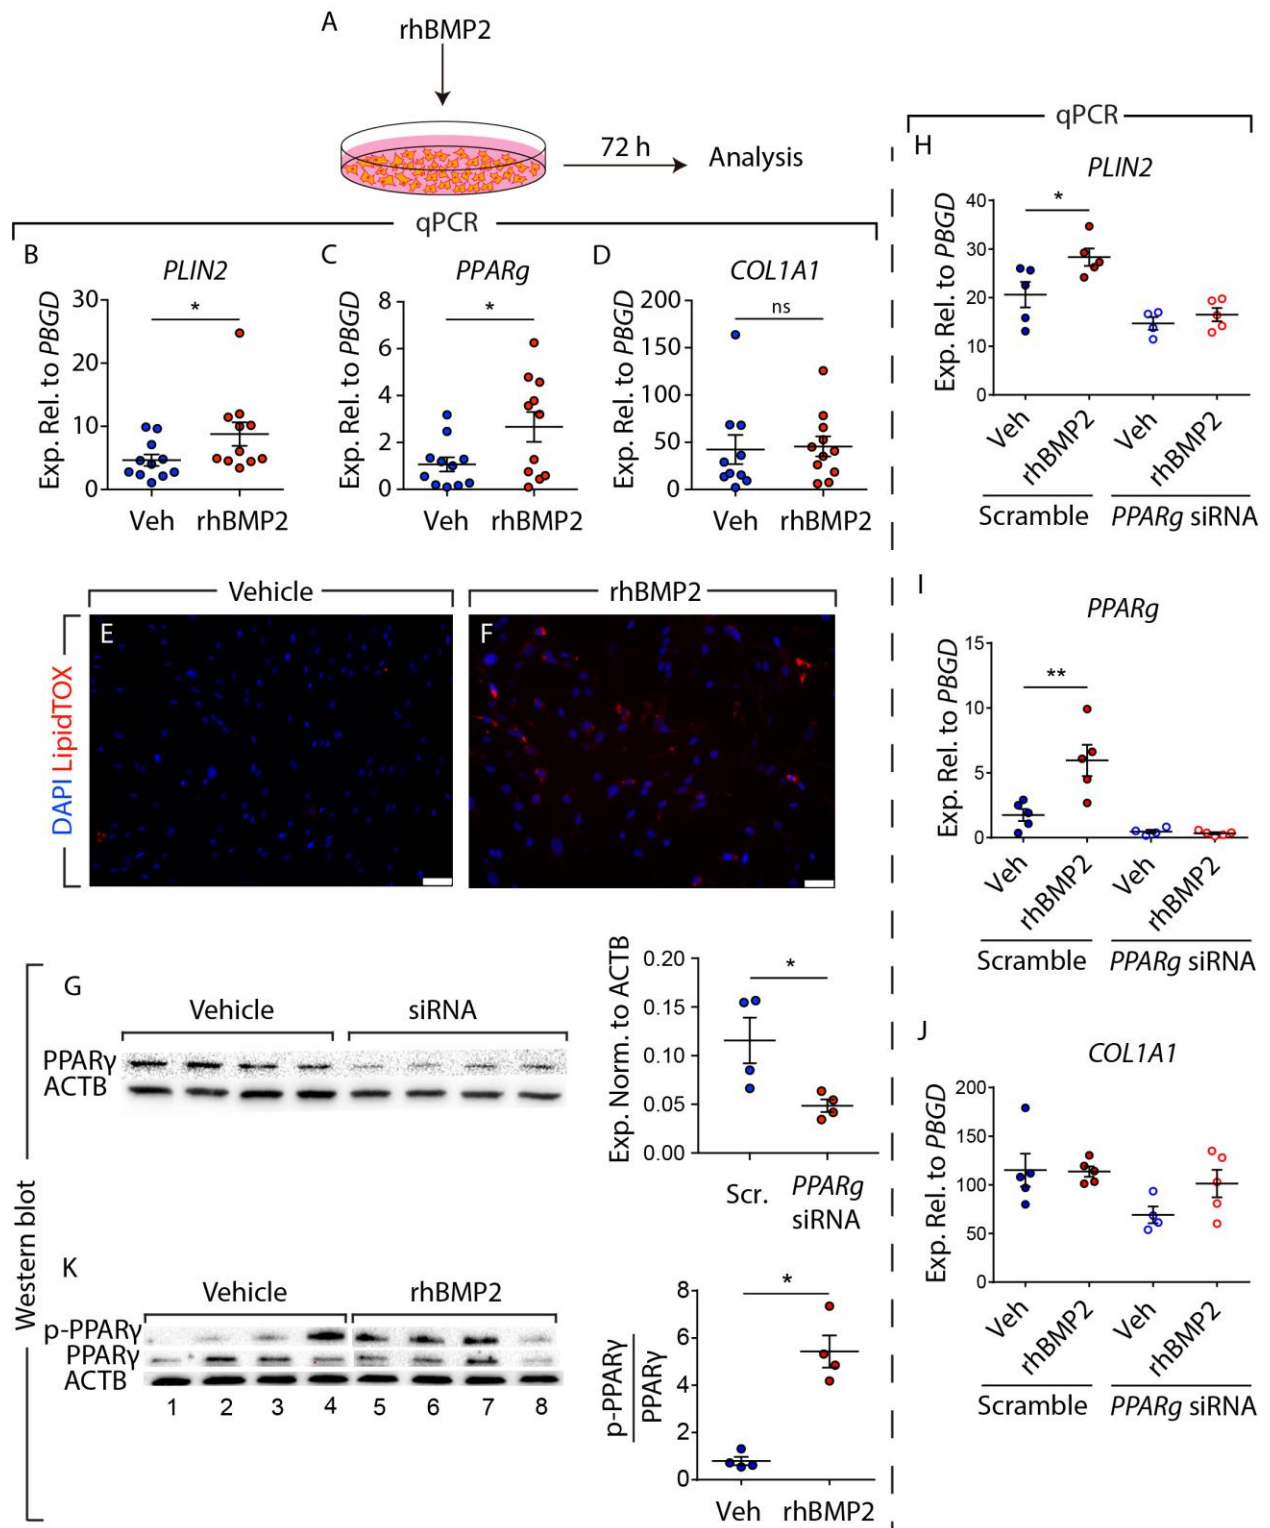 A
rhBMP2
72 h
Analysis
qPCR
B
PLIN2
Exp. Rel. to PBGD
30
20
10
0
*
Veh
rhBMP2
C
PPARg
Exp. Rel. to PBGD
8
6
4
2
0
*
Veh
rhBMP2
D
COL1A1
Exp. Rel. to PBGD
200
150
100
50
0
ns
Veh
rhBMP2
DAPI LipidTOX
Vehicle
E
rhBMP2
F
Western blot
G
Vehicle
siRNA
PPARγ
ACTB
Exp. Norm. to ACTB
0.20
0.15
0.10
0.05
0.00
*
Scr.
PPARg
siRNA
K
Vehicle
rhBMP2
p-PPARγ
PPARγ
ACTB
1 2 3 4 5 6 7 8
p-PPARγ
PPARγ
8
6
4
2
0
*
Veh
rhBMP2
qPCR
H
PLIN2
Exp. Rel. to PBGD
40
30
20
10
0
*
Veh
rhBMP2
Veh
rhBMP2
Scramble
PPARg siRNA
I
PPARg
Exp. Rel. to PBGD
15
10
5
0
**
Veh
rhBMP2
Veh
rhBMP2
Scramble
PPARg siRNA
J
COL1A1
Exp. Rel. to PBGD
200
150
100
50
0
Veh
rhBMP2
Veh
rhBMP2
Scramble
PPARg siRNA